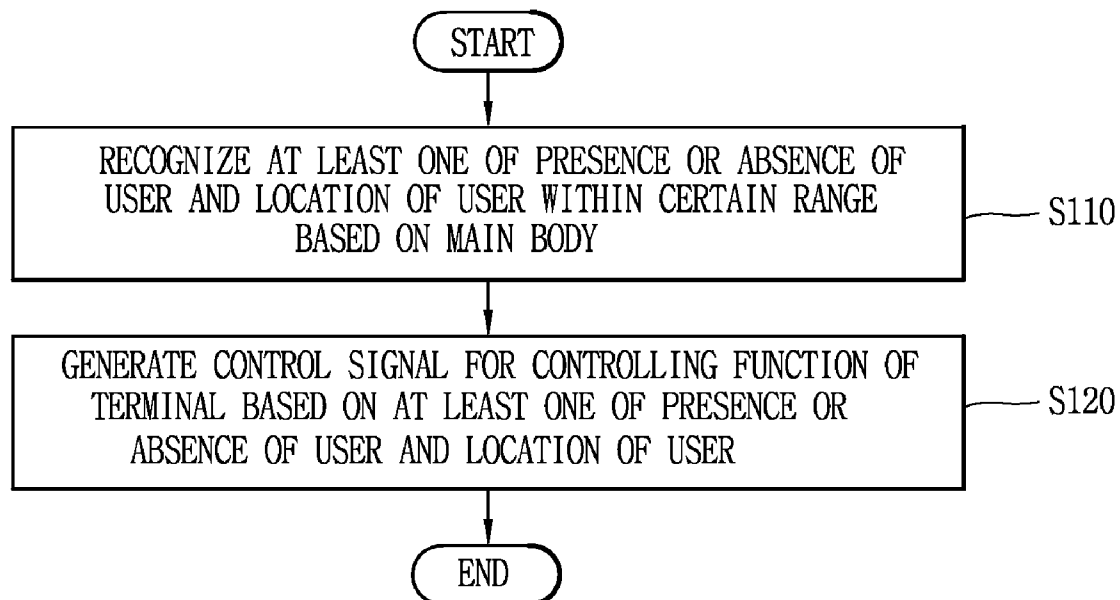 START
RECOGNIZE AT LEAST ONE OF PRESENCE OR ABSENCE OF
USER AND LOCATION OF USER WITHIN CERTAIN RANGE
BASED ON MAIN BODY
S110
GENERATE CONTROL SIGNAL FOR CONTROLLING FUNCTION OF
TERMINAL BASED ON AT LEAST ONE OF PRESENCE OR
ABSENCE OF USER AND LOCATION OF USER
S120
END